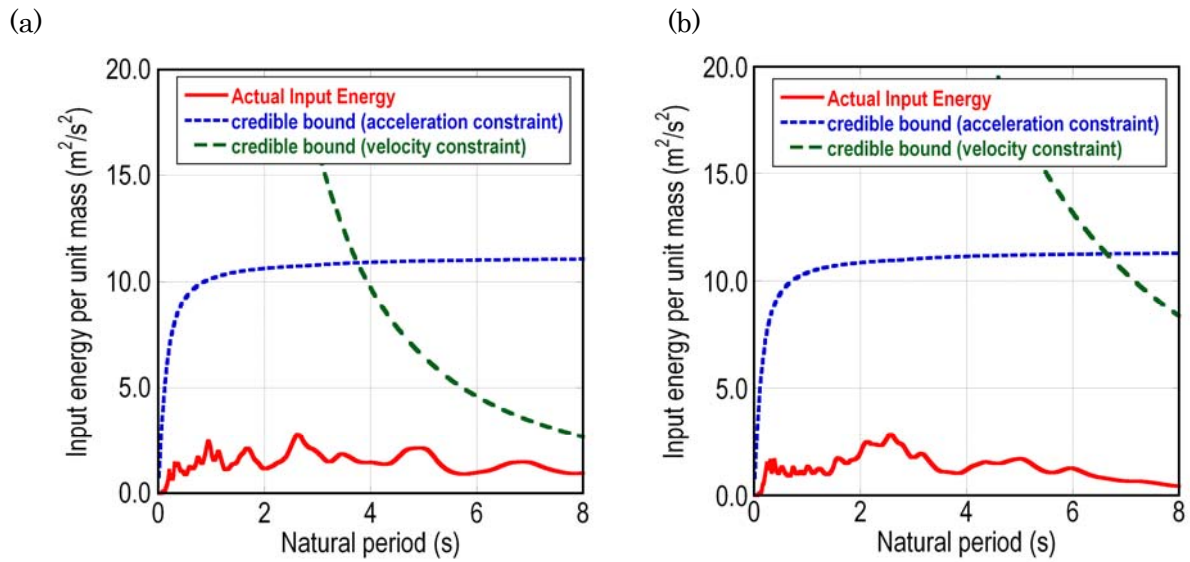 (a)
20.0
15.0
10.0
5.0
0.0
Input energy per unit mass (m²/s²)
Actual Input Energy
credible bound (acceleration constraint)
credible bound (velocity constraint)
0 2 4 6 8
Natural period (s)
(b)
20.0
15.0
10.0
5.0
0.0
Input energy per unit mass (m²/s²)
Actual Input Energy
credible bound (acceleration constraint)
credible bound (velocity constraint)
0 2 4 6 8
Natural period (s)